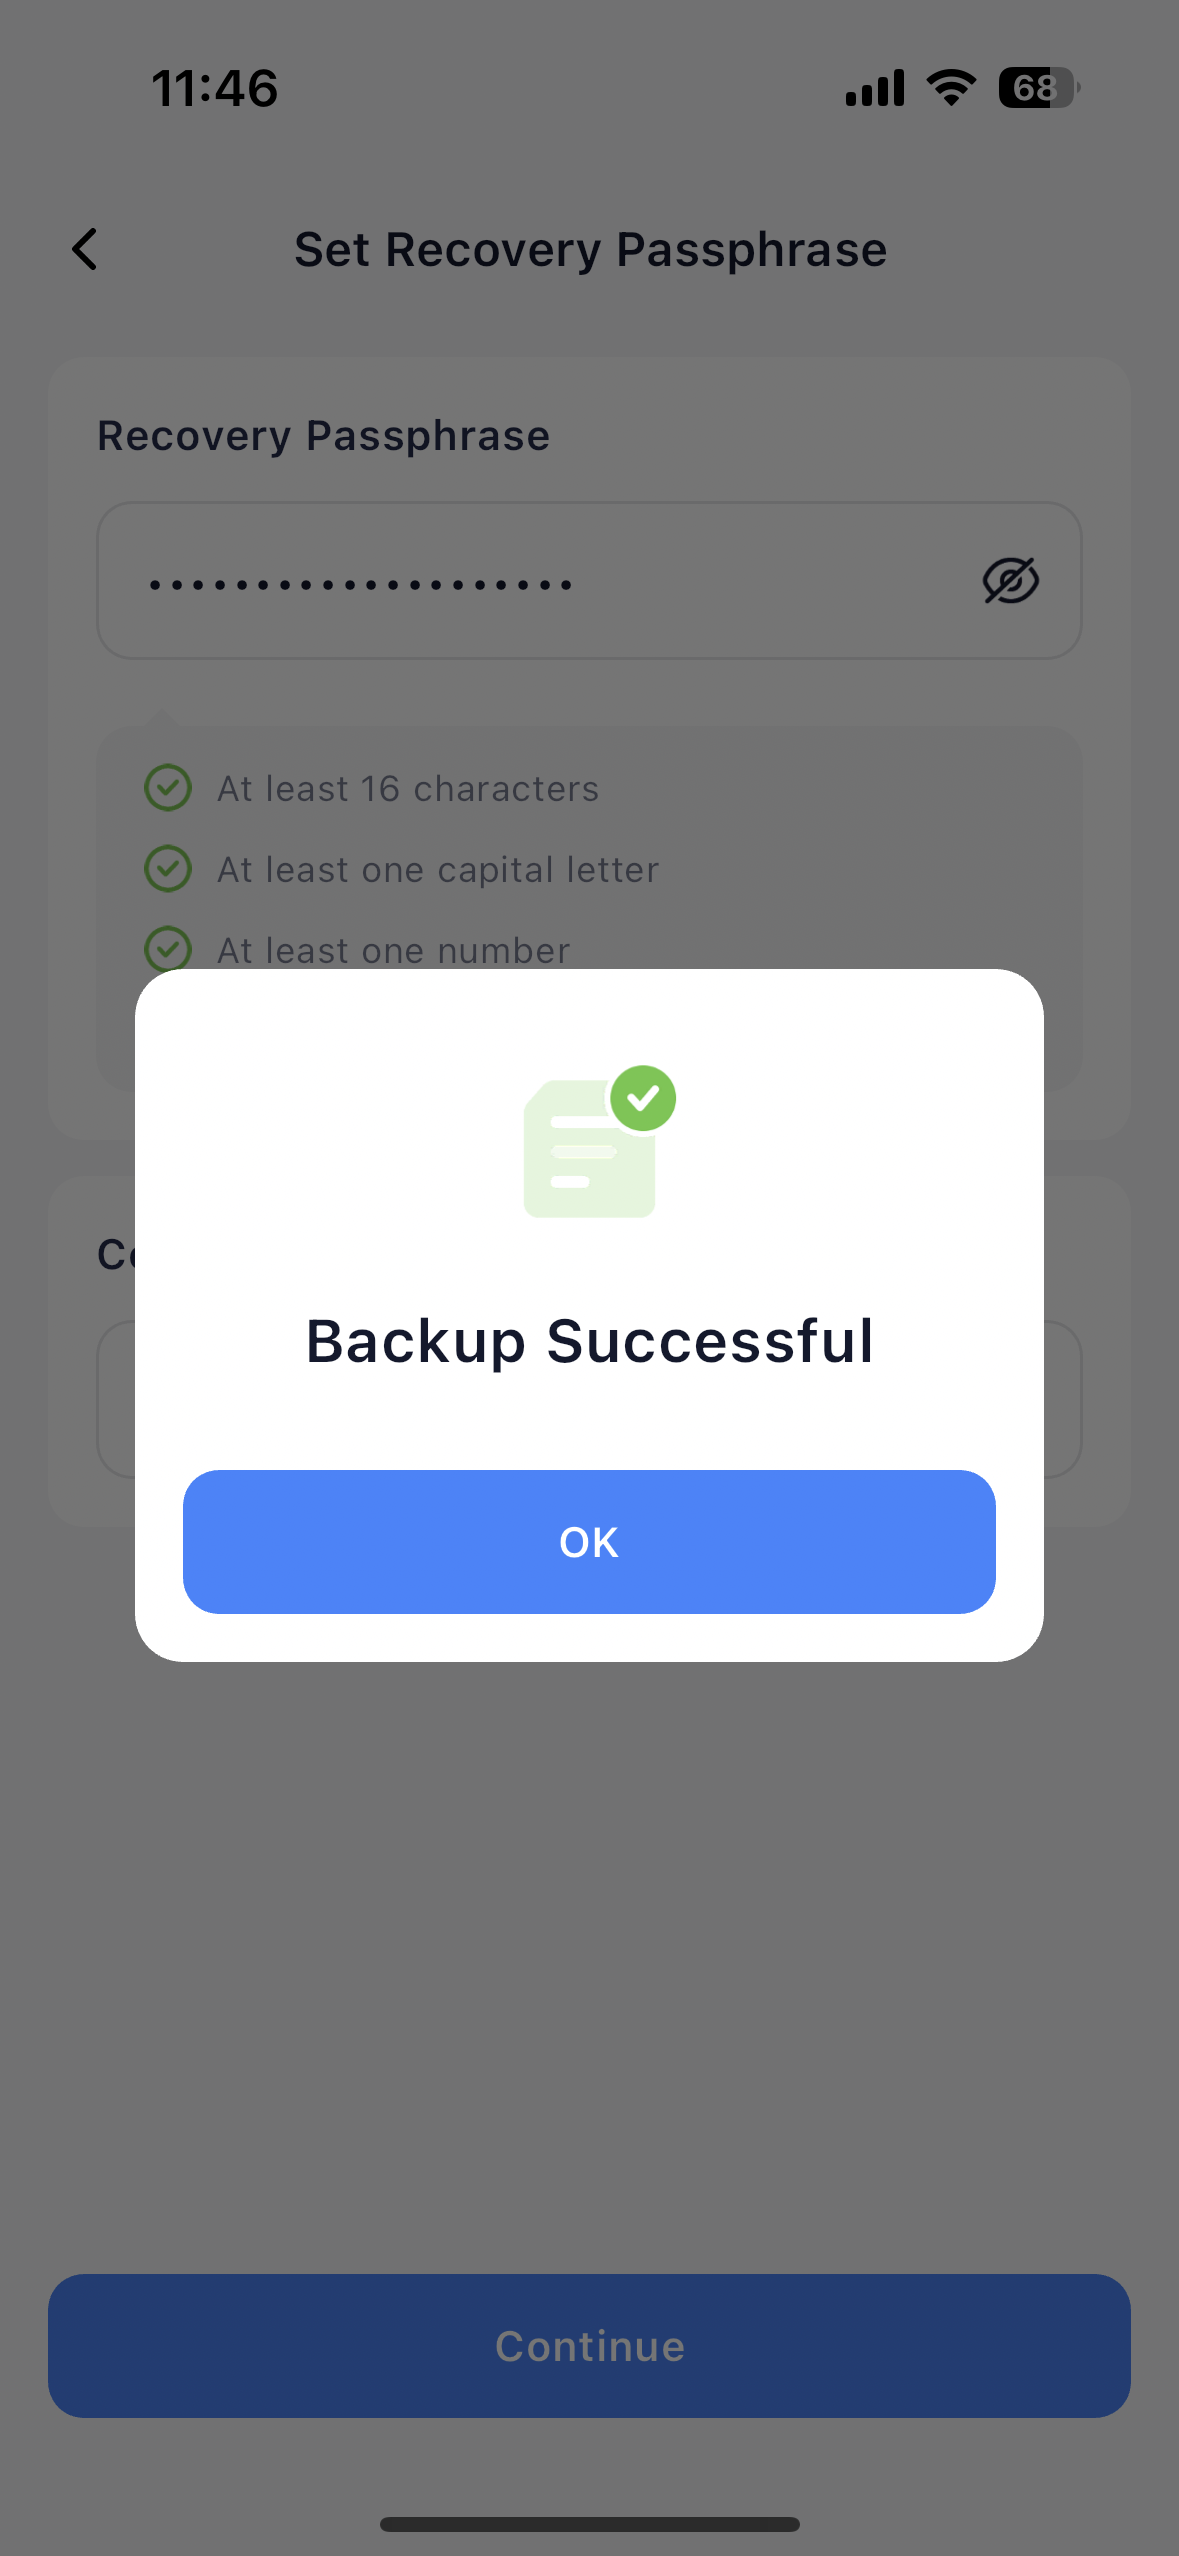 11:46
68
Set Recovery Passphrase
Recovery Passphrase
••••••••••••••••••••
At least 16 characters
At least one capital letter
At least one number
Backup Successful
OK
Continue